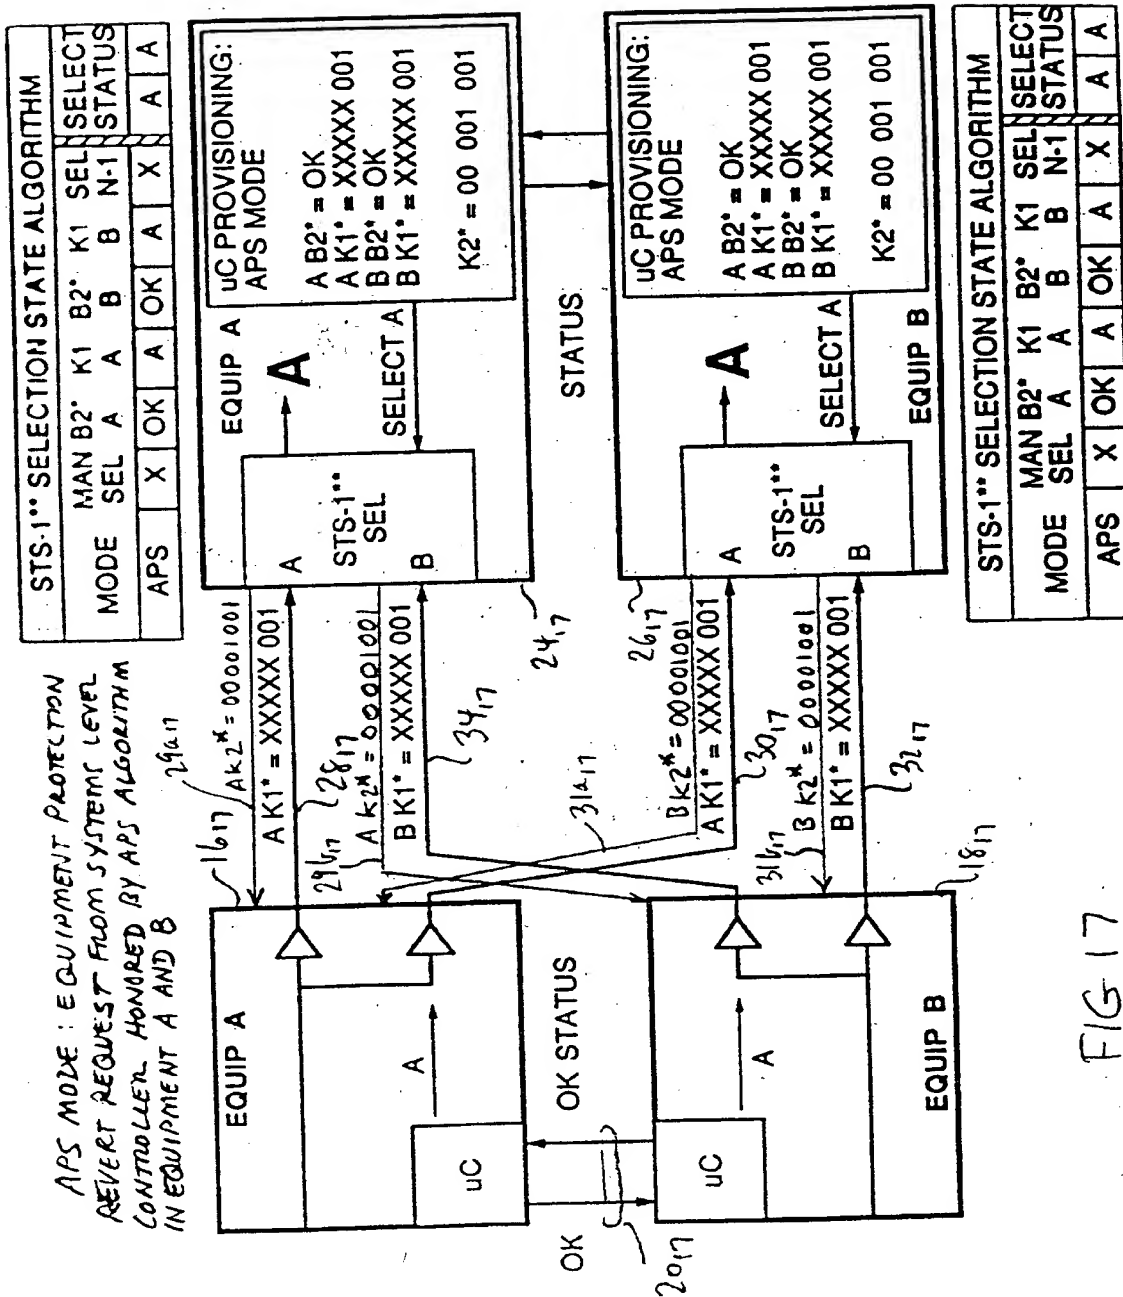 APS MODE: EQUIPMENT PROTECTION
REVERT REQUEST FROM SYSTEMS LEVEL
CONTROLLER HONORED BY APS ALGORITHM
IN EQUIPMENT A AND B
STS-1** SELECTION STATE ALGORITHM
MODE MAN SEL B2* A K1 A B2* B K1 B SEL N-1 SELECT STATUS
APS X OK A OK A X A A
16₁₇
29a₁₇
Ak2* = 00001001
A K1* = XXXXX 001
28₁₇
29b₁₇
A k2* = 00001001
B K1* = XXXXX 001
34₁₇
24₁₇
EQUIP A
uC
A
EQUIP A
A
STS-1**
SEL
B
A
SELECT A
uC PROVISIONING:
APS MODE
A B2* = OK
A K1* = XXXXX 001
B B2* = OK
B K1* = XXXXX 001
K2* = 00 001 001
OK
OK STATUS
20₁₇
STATUS
31a₁₇
26₁₇
B k2* = 0001001
A K1* = XXXXX 001
30₁₇
31b₁₇
B k2* = 0001001
B K1* = XXXXX 001
32₁₇
18₁₇
uC
A
EQUIP B
A
STS-1**
SEL
B
A
SELECT A
EQUIP B
uC PROVISIONING:
APS MODE
A B2* = OK
A K1* = XXXXX 001
B B2* = OK
B K1* = XXXXX 001
K2* = 00 001 001
STS-1** SELECTION STATE ALGORITHM
MODE MAN SEL B2* A K1 A B2* B K1 B SEL N-1 SELECT STATUS
APS X OK A OK A X A A
FIG 17